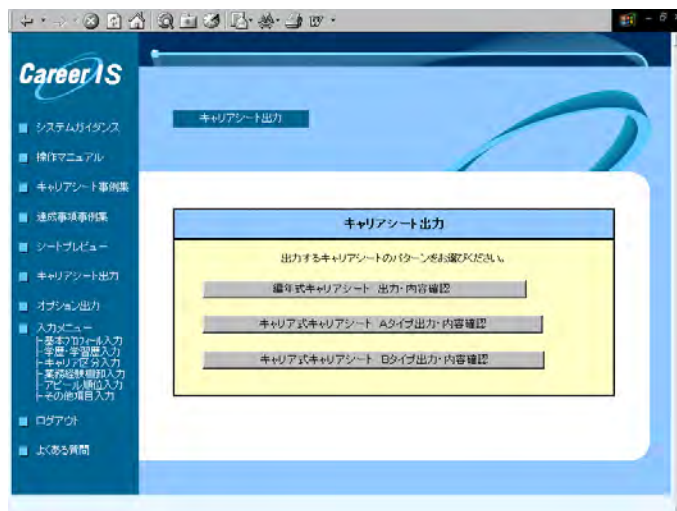 Career IS
キャリアシート出力
システムガイダンス
操作マニュアル
キャリアシート事例集
達成事項事例集
シートプレビュー
キャリアシート出力
オプション出力
入力メニュー
├基本プロフィール入力
├学歴・学習歴入力
├キャリア区分入力
├業務経験棚卸入力
├アピール順位入力
├その他項目入力
ログアウト
よくある質問
キャリアシート出力
出力するキャリアシートのパターンをお選びください。
編年式キャリアシート 出力・内容確認
キャリア式キャリアシート Aタイプ出力・内容確認
キャリア式キャリアシート Bタイプ出力・内容確認